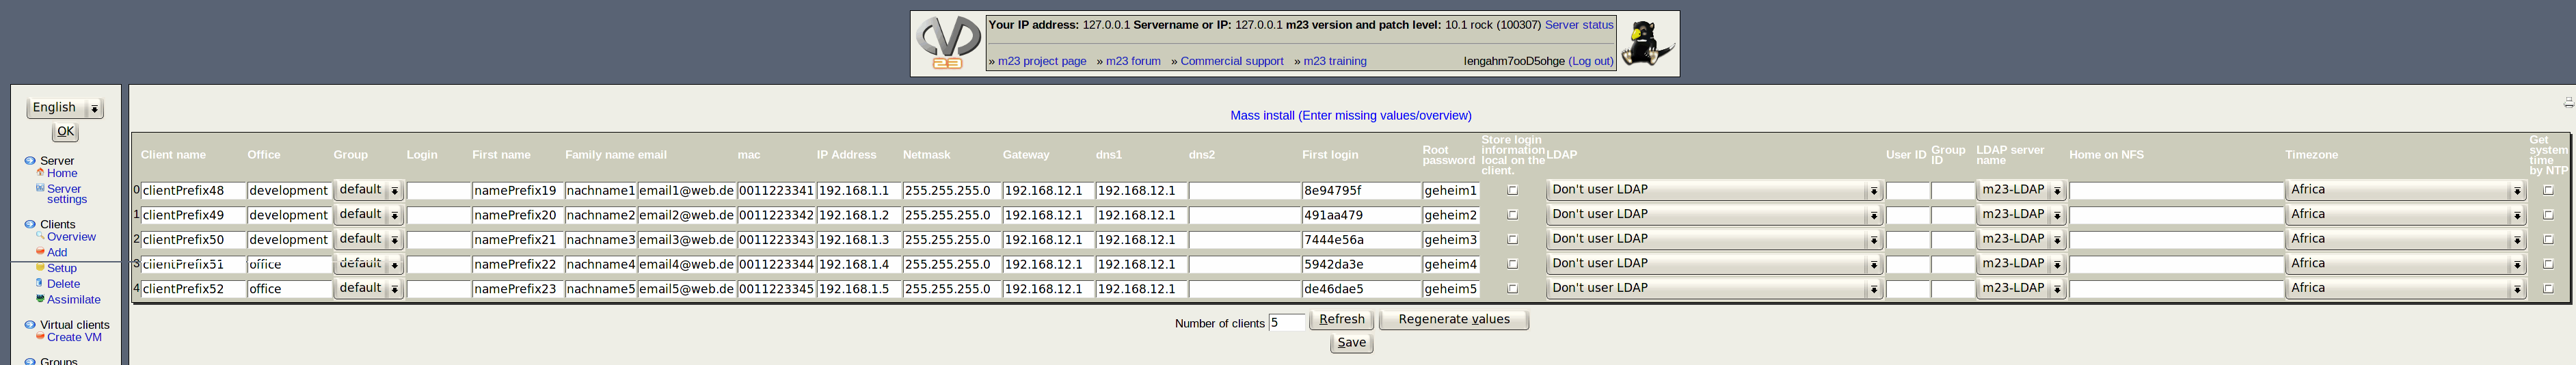 Your IP address: 127.0.0.1 Servername or IP: 127.0.0.1 m23 version and patch level: 10.1 rock (100307) Server status
» m23 project page » m23 forum » Commercial support » m23 training lengahm7ooD5ohge (Log out)
English
OK
Server
Home
Server settings
Clients
Overview
Add
Setup
Delete
Assimilate
Virtual clients
Create VM
Groups
Mass install (Enter missing values/overview)
Client name Office Group Login First name Family name email mac IP Address Netmask Gateway dns1 dns2 First login Root password Store login information local on the client. LDAP User ID Group ID LDAP server name Home on NFS Timezone Get system time by NTP
0 clientPrefix48 development default namePrefix19 nachname1 email1@web.de 0011223341 192.168.1.1 255.255.255.0 192.168.12.1 192.168.12.1 8e94795f geheim1 Don't user LDAP m23-LDAP Africa
1 clientPrefix49 development default namePrefix20 nachname2 email2@web.de 0011223342 192.168.1.2 255.255.255.0 192.168.12.1 192.168.12.1 491aa479 geheim2 Don't user LDAP m23-LDAP Africa
2 clientPrefix50 development default namePrefix21 nachname3 email3@web.de 0011223343 192.168.1.3 255.255.255.0 192.168.12.1 192.168.12.1 7444e56a geheim3 Don't user LDAP m23-LDAP Africa
3 clientPrefix51 office default namePrefix22 nachname4 email4@web.de 0011223344 192.168.1.4 255.255.255.0 192.168.12.1 192.168.12.1 5942da3e geheim4 Don't user LDAP m23-LDAP Africa
4 clientPrefix52 office default namePrefix23 nachname5 email5@web.de 0011223345 192.168.1.5 255.255.255.0 192.168.12.1 192.168.12.1 de46dae5 geheim5 Don't user LDAP m23-LDAP Africa
Number of clients 5 Refresh Regenerate values
Save